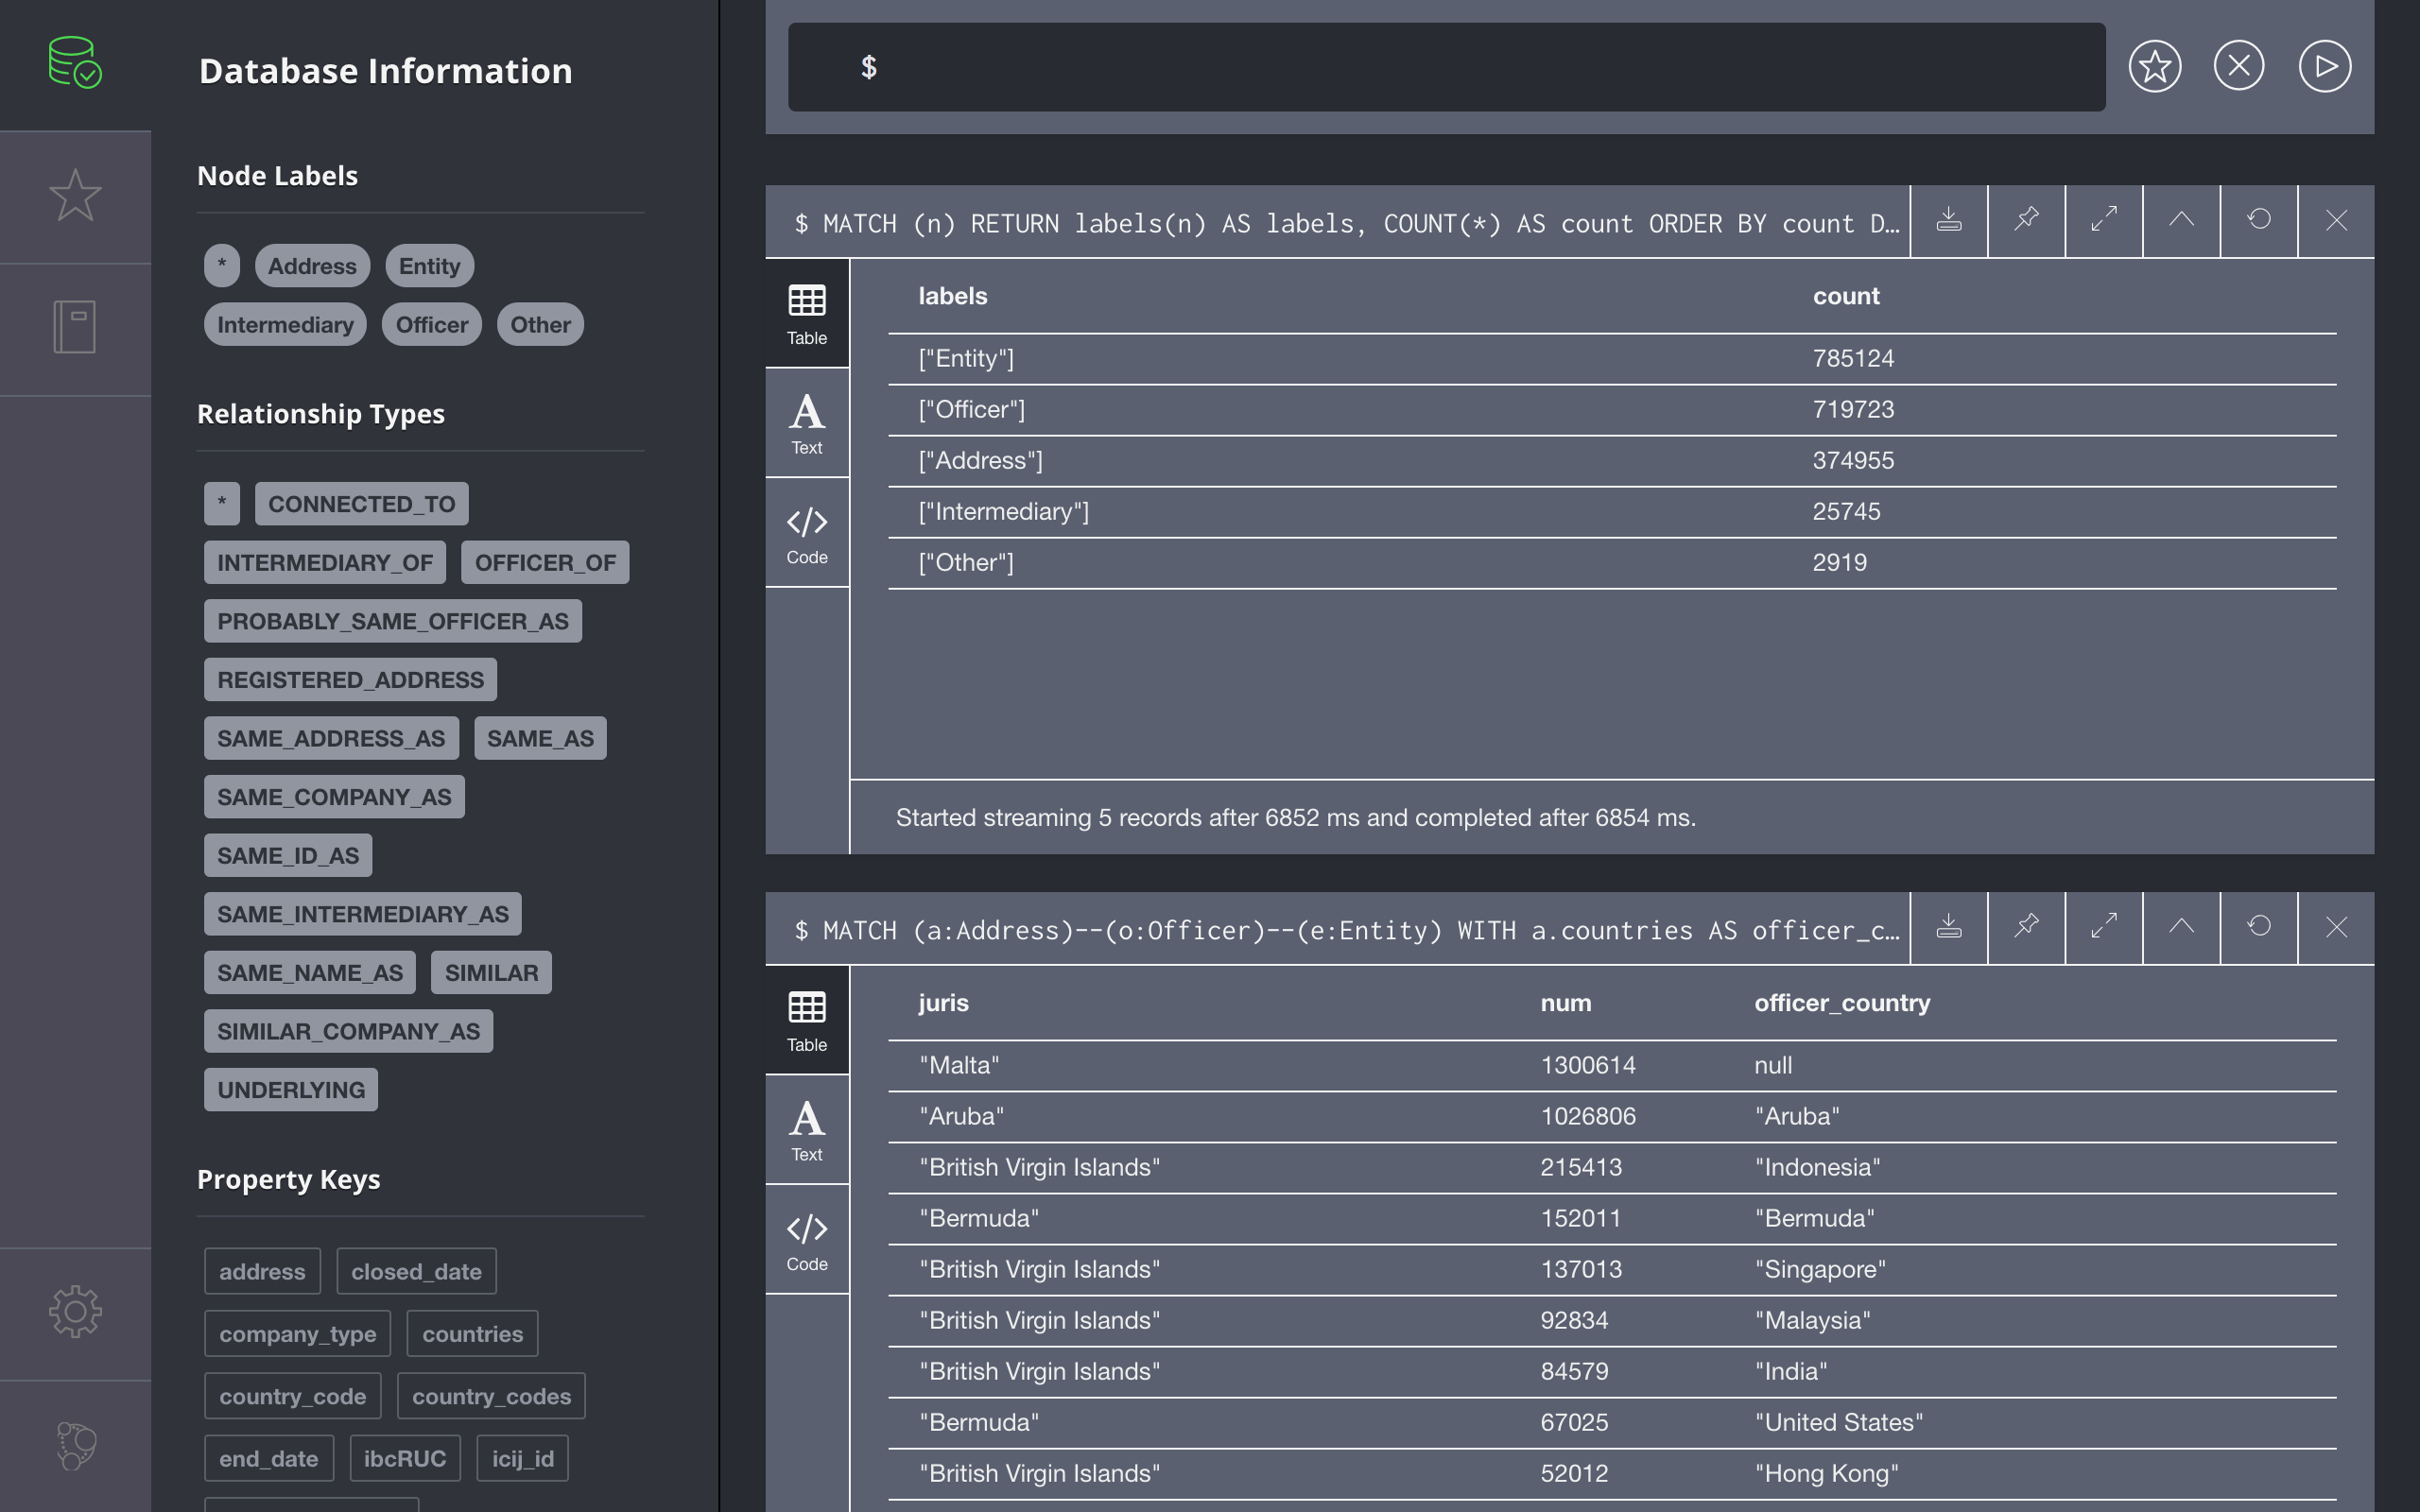 Database Information
Node Labels
* Address Entity
Intermediary Officer Other
Relationship Types
* CONNECTED_TO
INTERMEDIARY_OF OFFICER_OF
PROBABLY_SAME_OFFICER_AS
REGISTERED_ADDRESS
SAME_ADDRESS_AS SAME_AS
SAME_COMPANY_AS
SAME_ID_AS
SAME_INTERMEDIARY_AS
SAME_NAME_AS SIMILAR
SIMILAR_COMPANY_AS
UNDERLYING
Property Keys
address closed_date
company_type countries
country_code country_codes
end_date ibcRUC icij_id
$
$ MATCH (n) RETURN labels(n) AS labels, COUNT(*) AS count ORDER BY count D…
Table
Text
Code
labels count
["Entity"] 785124
["Officer"] 719723
["Address"] 374955
["Intermediary"] 25745
["Other"] 2919
Started streaming 5 records after 6852 ms and completed after 6854 ms.
$ MATCH (a:Address)--(o:Officer)--(e:Entity) WITH a.countries AS officer_c…
Table
Text
Code
juris num officer_country
"Malta" 1300614 null
"Aruba" 1026806 "Aruba"
"British Virgin Islands" 215413 "Indonesia"
"Bermuda" 152011 "Bermuda"
"British Virgin Islands" 137013 "Singapore"
"British Virgin Islands" 92834 "Malaysia"
"British Virgin Islands" 84579 "India"
"Bermuda" 67025 "United States"
"British Virgin Islands" 52012 "Hong Kong"